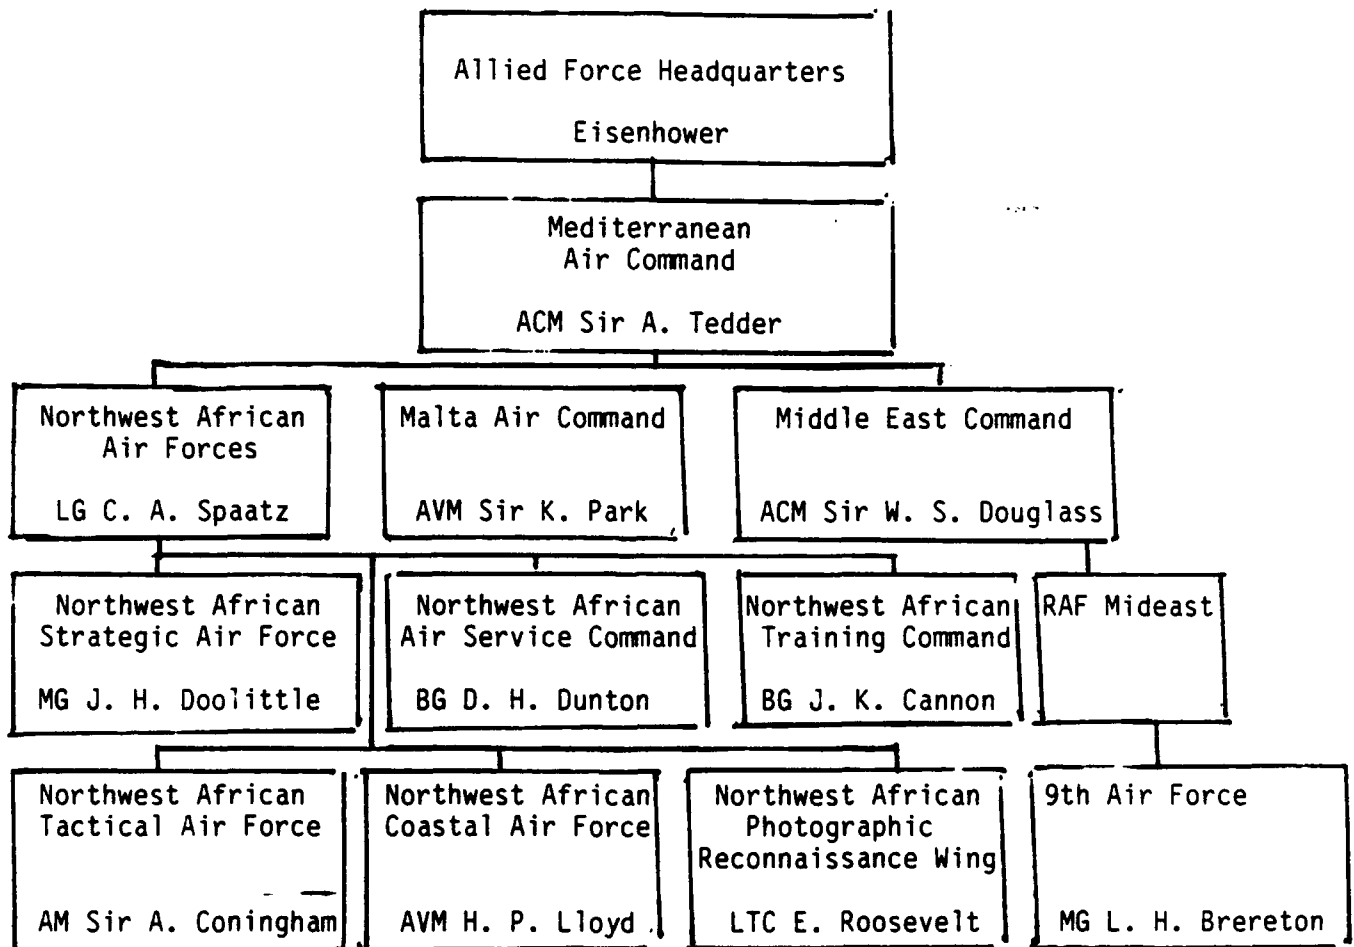 Allied Force Headquarters
Eisenhower
Mediterranean
Air Command
ACM Sir A. Tedder
Northwest African
Air Forces
LG C. A. Spaatz
Malta Air Command
AVM Sir K. Park
Middle East Command
ACM Sir W. S. Douglass
Northwest African
Strategic Air Force
MG J. H. Doolittle
Northwest African
Air Service Command
BG D. H. Dunton
Northwest African
Training Command
BG J. K. Cannon
RAF Mideast
Northwest African
Tactical Air Force
AM Sir A. Coningham
Northwest African
Coastal Air Force
AVM H. P. Lloyd
Northwest African
Photographic
Reconnaissance Wing
LTC E. Roosevelt
9th Air Force
MG L. H. Brereton